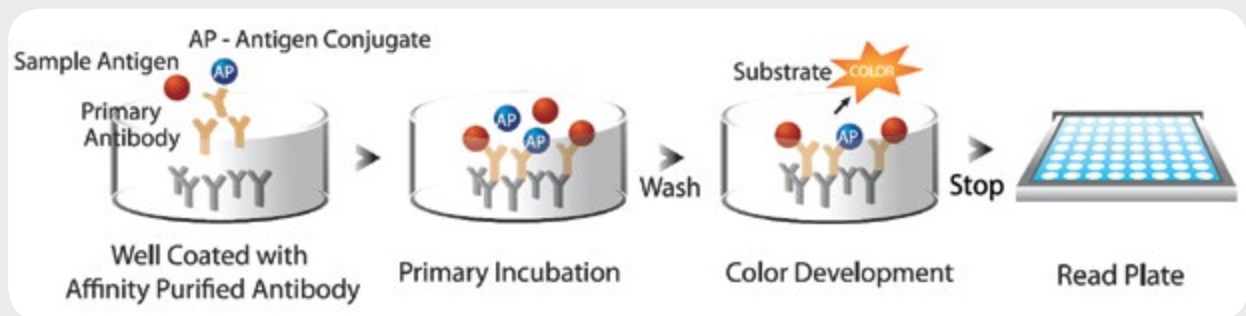 AP - Antigen Conjugate
Sample Antigen
AP
Primary
Antibody
Well Coated with
Affinity Purified Antibody
AP
AP
Primary Incubation
Wash
Substrate
COLOR
AP
Color Development
Stop
Read Plate